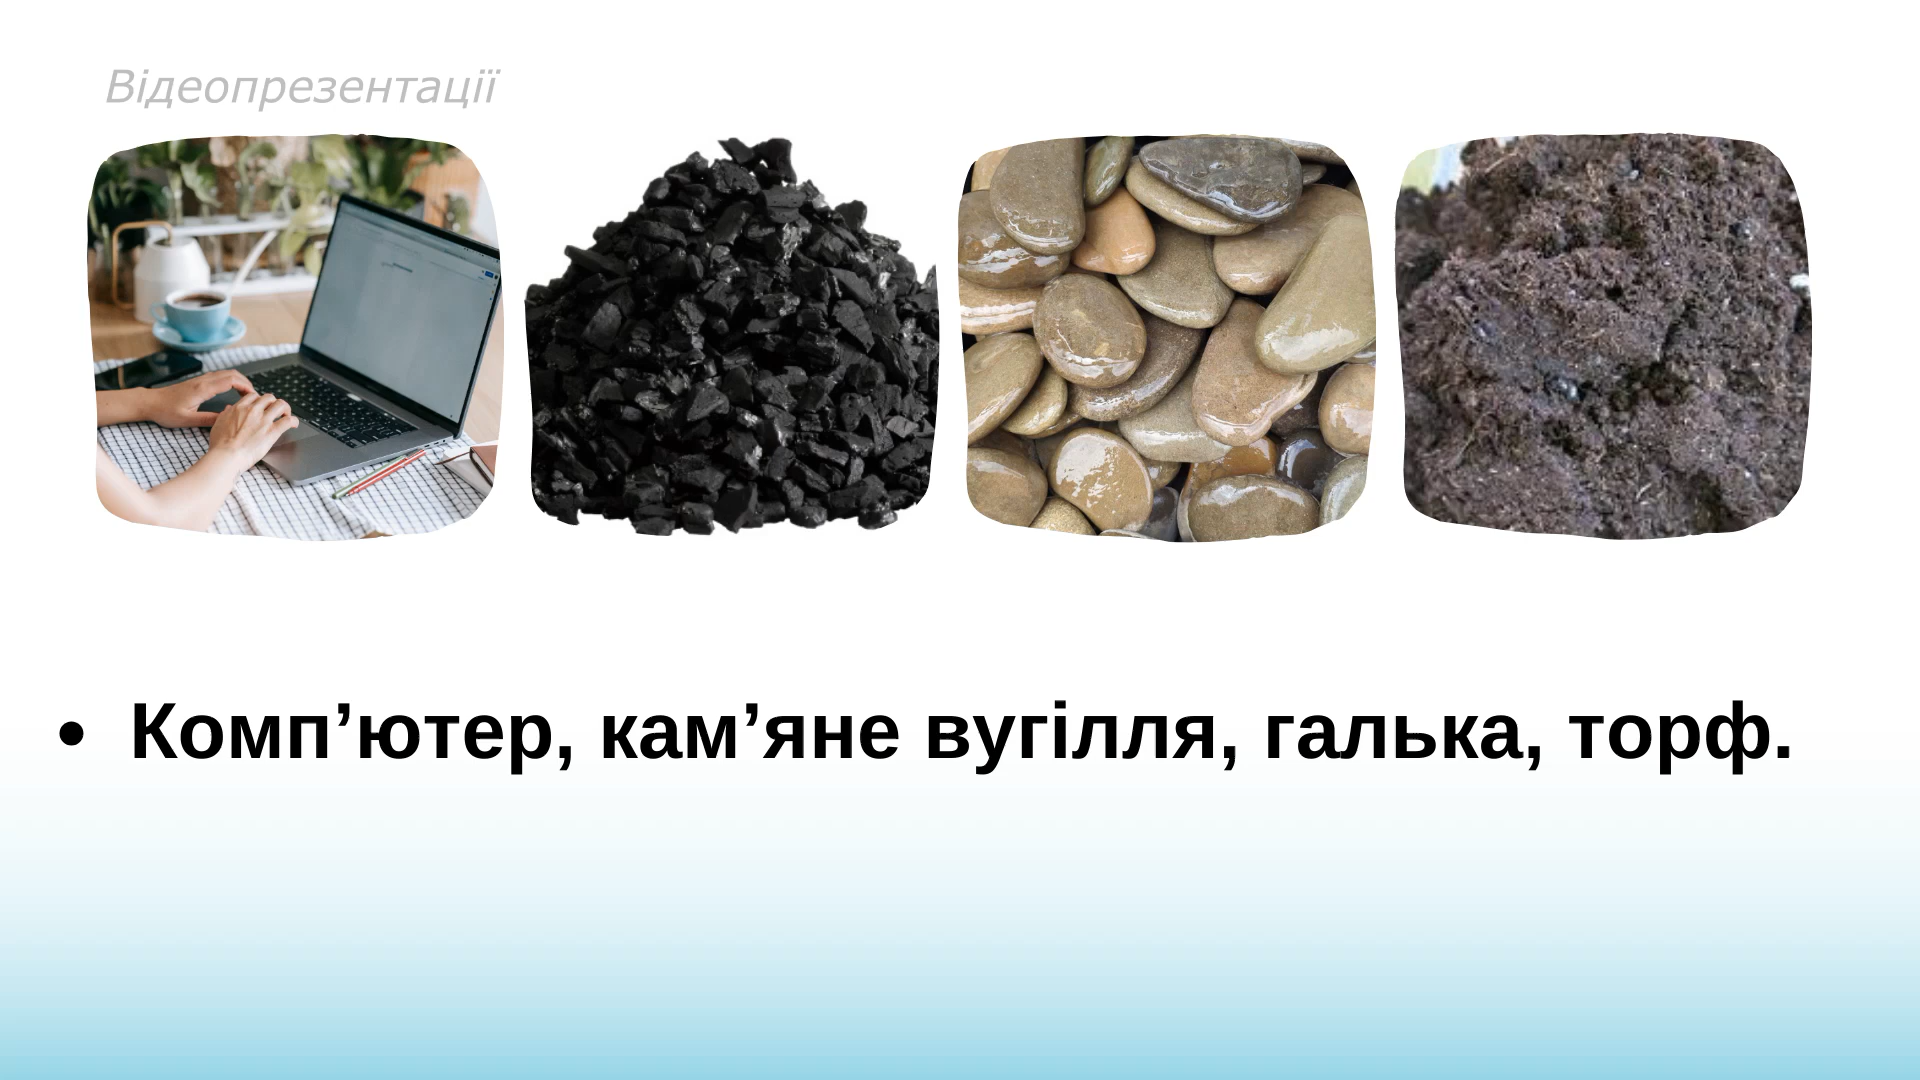 Відеопрезентації
• Комп’ютер, кам’яне вугілля, галька, торф.